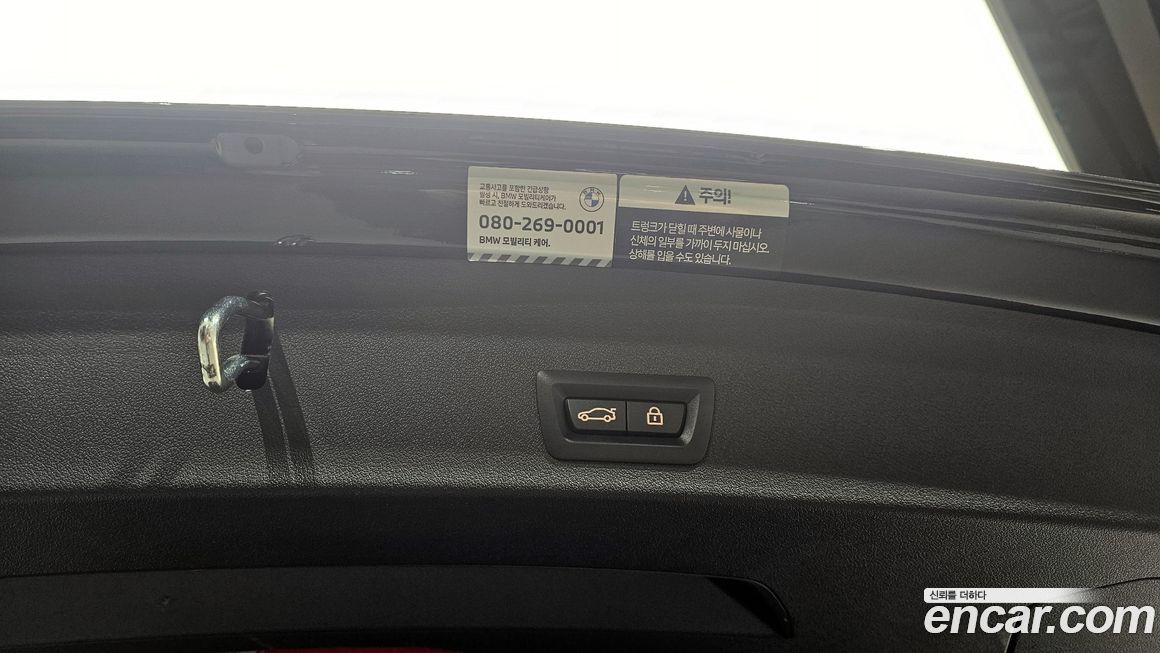 교통사고를 포함한 긴급상황
발생 시, BMW 모빌리티케어가
빠르고 친절하게 도와드리겠습니다.
BMW
080-269-0001
BMW 모빌리티 케어.
주의!
트렁크가 닫힐 때 주변에 사물이나
신체의 일부를 가까이 두지 마십시오.
상해를 입을 수도 있습니다.
신뢰를 더하다
encar.com